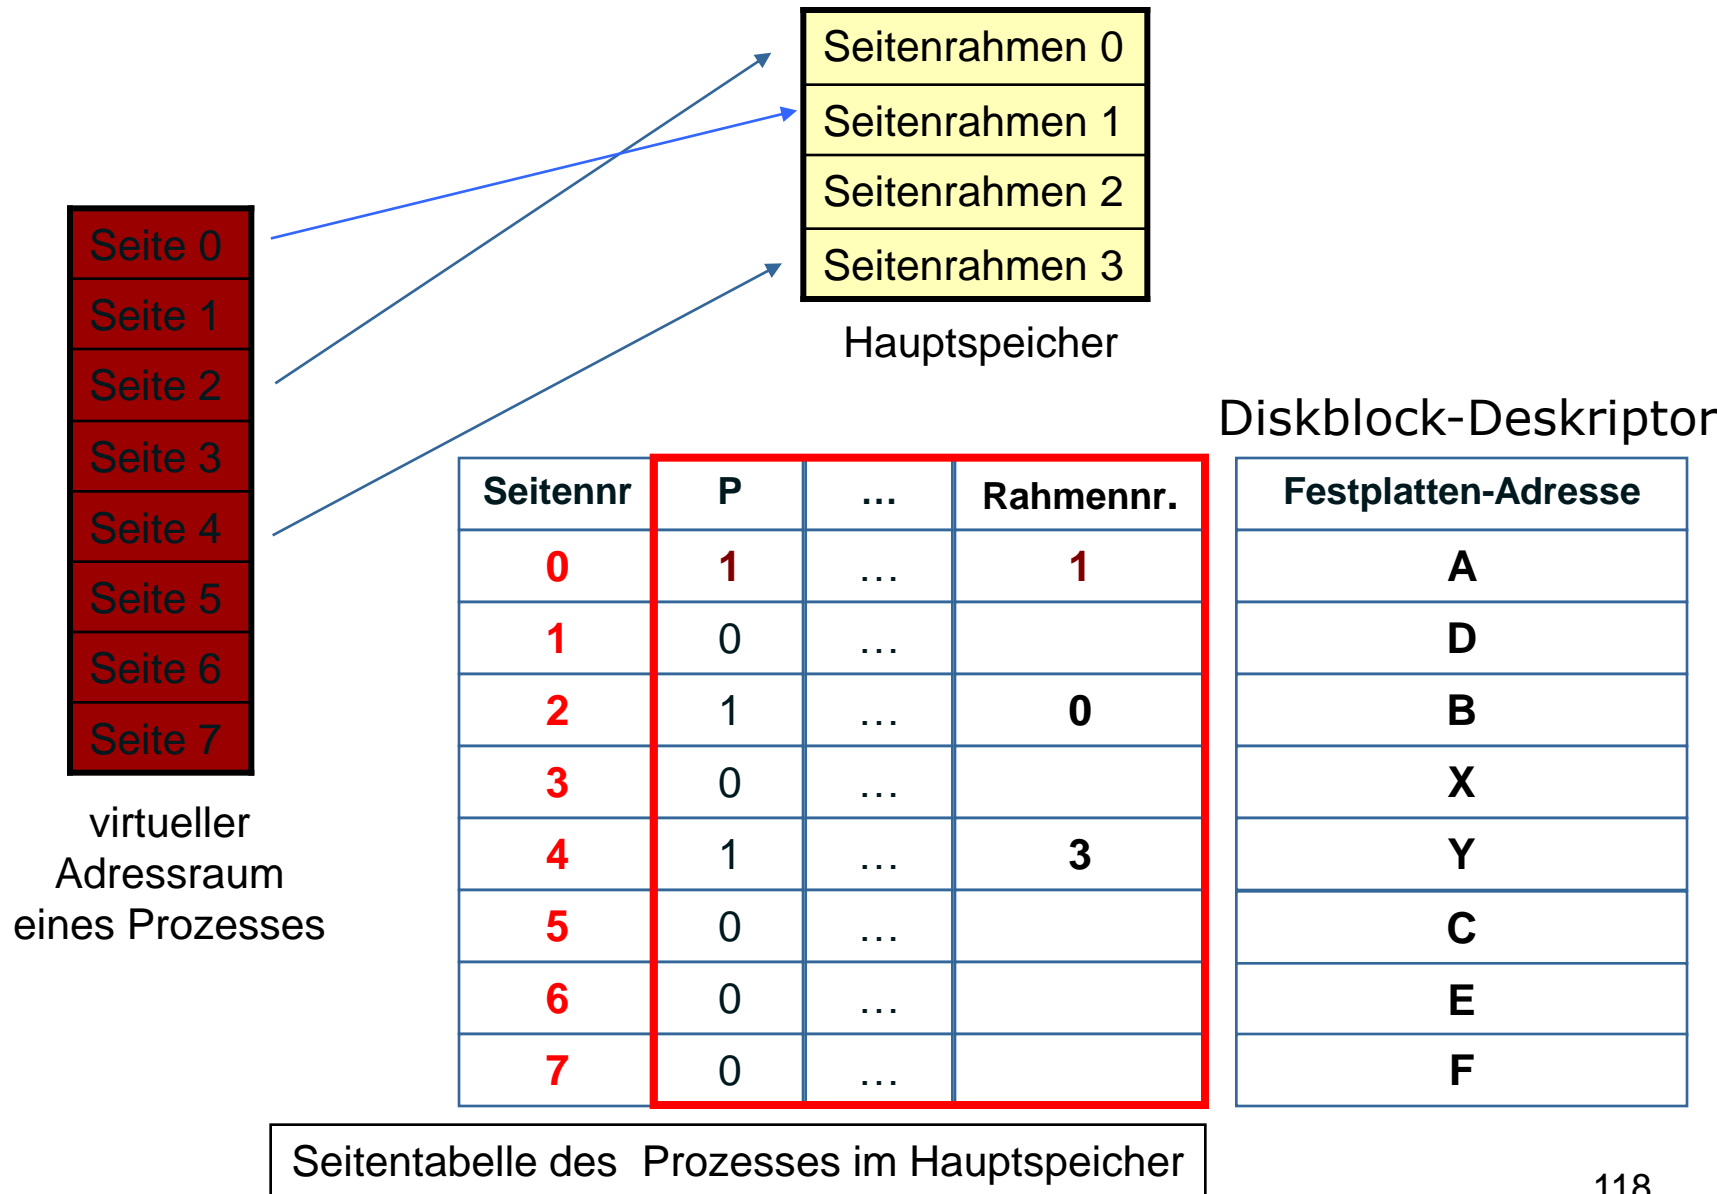 Seitenrahmen 0
Seitenrahmen 1
Seitenrahmen 2
Seitenrahmen 3
Hauptspeicher
Seite 0
Seite 1
Seite 2
Seite 3
Seite 4
Seite 5
Seite 6
Seite 7
virtueller
Adressraum
eines Prozesses
Diskblock-Deskriptor
Seitennr P ... Rahmennr. Festplatten-Adresse
0 1 ... 1 A
1 0 ... D
2 1 ... 0 B
3 0 ... X
4 1 ... 3 Y
5 0 ... C
6 0 ... E
7 0 ... F
Seitentabelle des Prozesses im Hauptspeicher
118